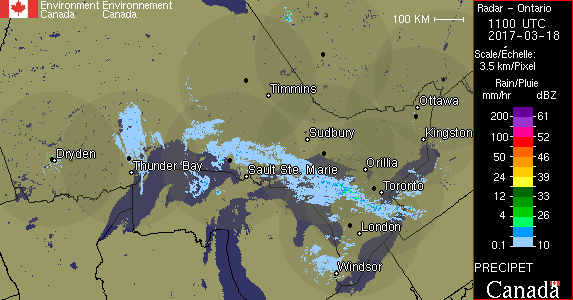 Environment Environnement
Canada Canada
100 KM
Timmins
Ottawa
Kingston
Sudbury
Dryden
Thunder Bay
Sault Ste. Marie
Orillia
Toronto
London
Windsor
Radar - Ontario
1100 UTC
2017-03-18
Scale/Échelle:
3.5 km/Pixel
Rain/Pluie
mm/hr dBZ
200 61
100 52
50 46
24 39
12 33
4 26
0.1 10
PRECIPET
Canada